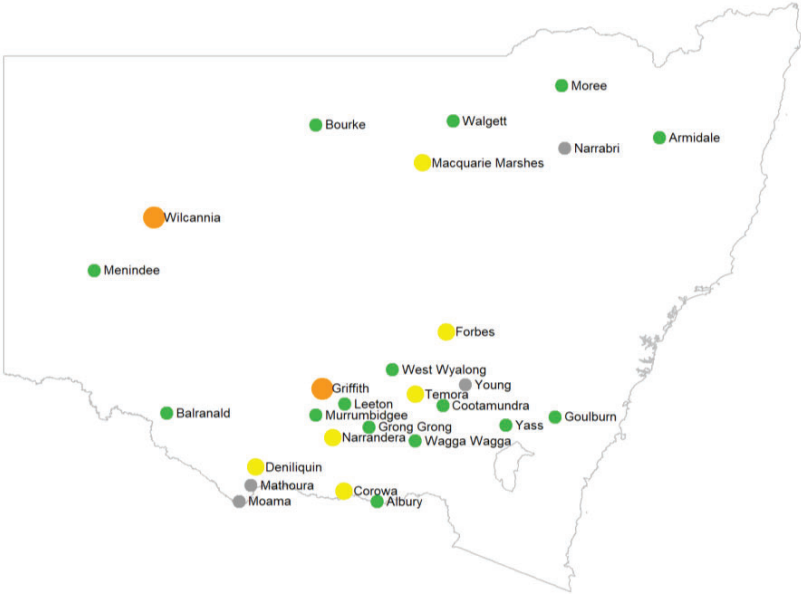 Moree
Bourke
Walgett
Armidale
Narrabri
Macquarie Marshes
Wilcannia
Menindee
Forbes
West Wyalong
Young
Griffith
Temora
Leeton
Cootamundra
Balranald
Murrumbidgee
Goulburn
Grong Grong
Yass
Narrandera
Wagga Wagga
Deniliquin
Mathoura
Corowa
Moama
Albury